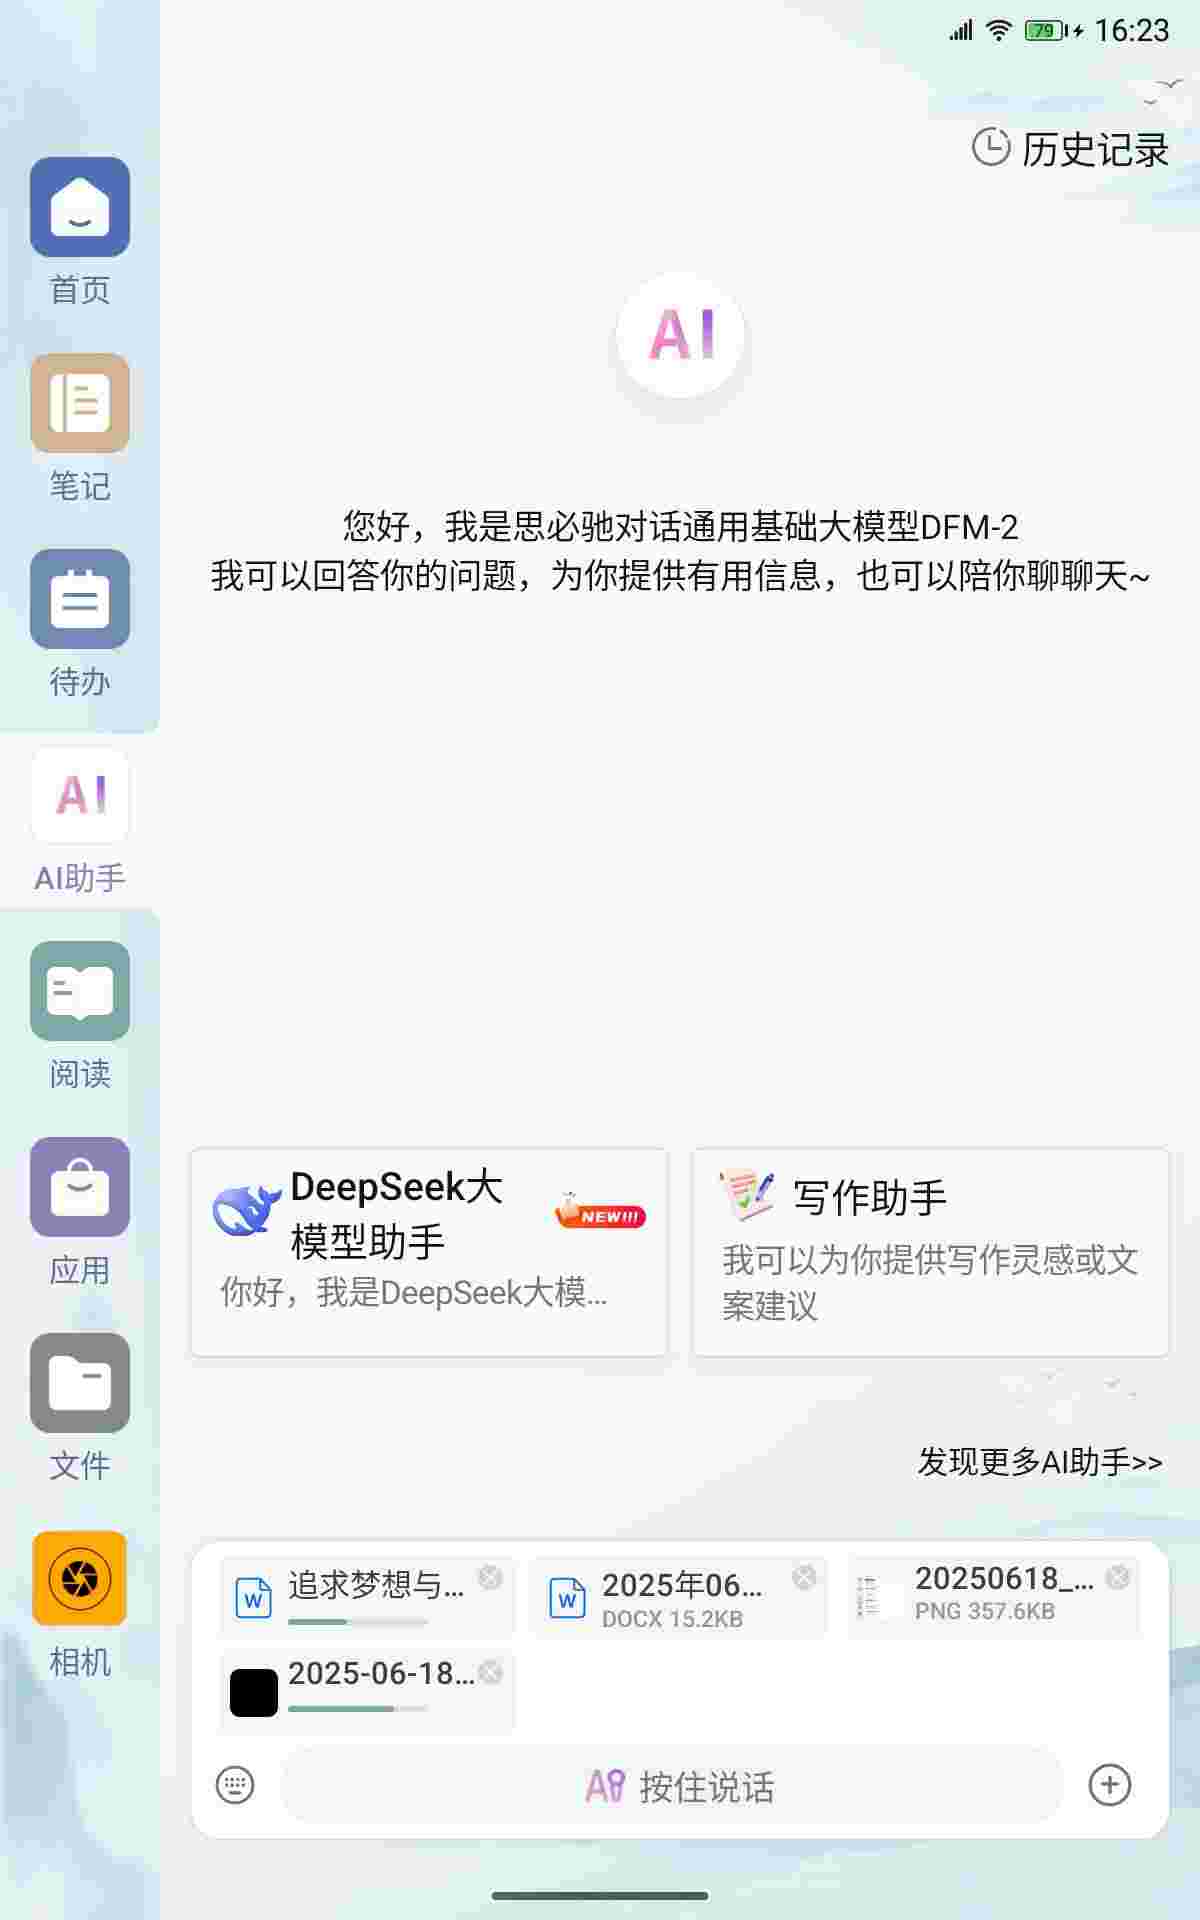 79 16:23
历史记录
首页
笔记
待办
AI
AI助手
阅读
应用
文件
相机
AI
您好，我是思必驰对话通用基础大模型DFM-2
我可以回答你的问题，为你提供有用信息，也可以陪你聊聊天~
DeepSeek大
模型助手
NEW!!!
你好，我是DeepSeek大模...
写作助手
我可以为你提供写作灵感或文
案建议
发现更多AI助手>>
追求梦想与...
W
2025年06...
W
DOCX 15.2KB
20250618_...
PNG 357.6KB
2025-06-18...
按住说话